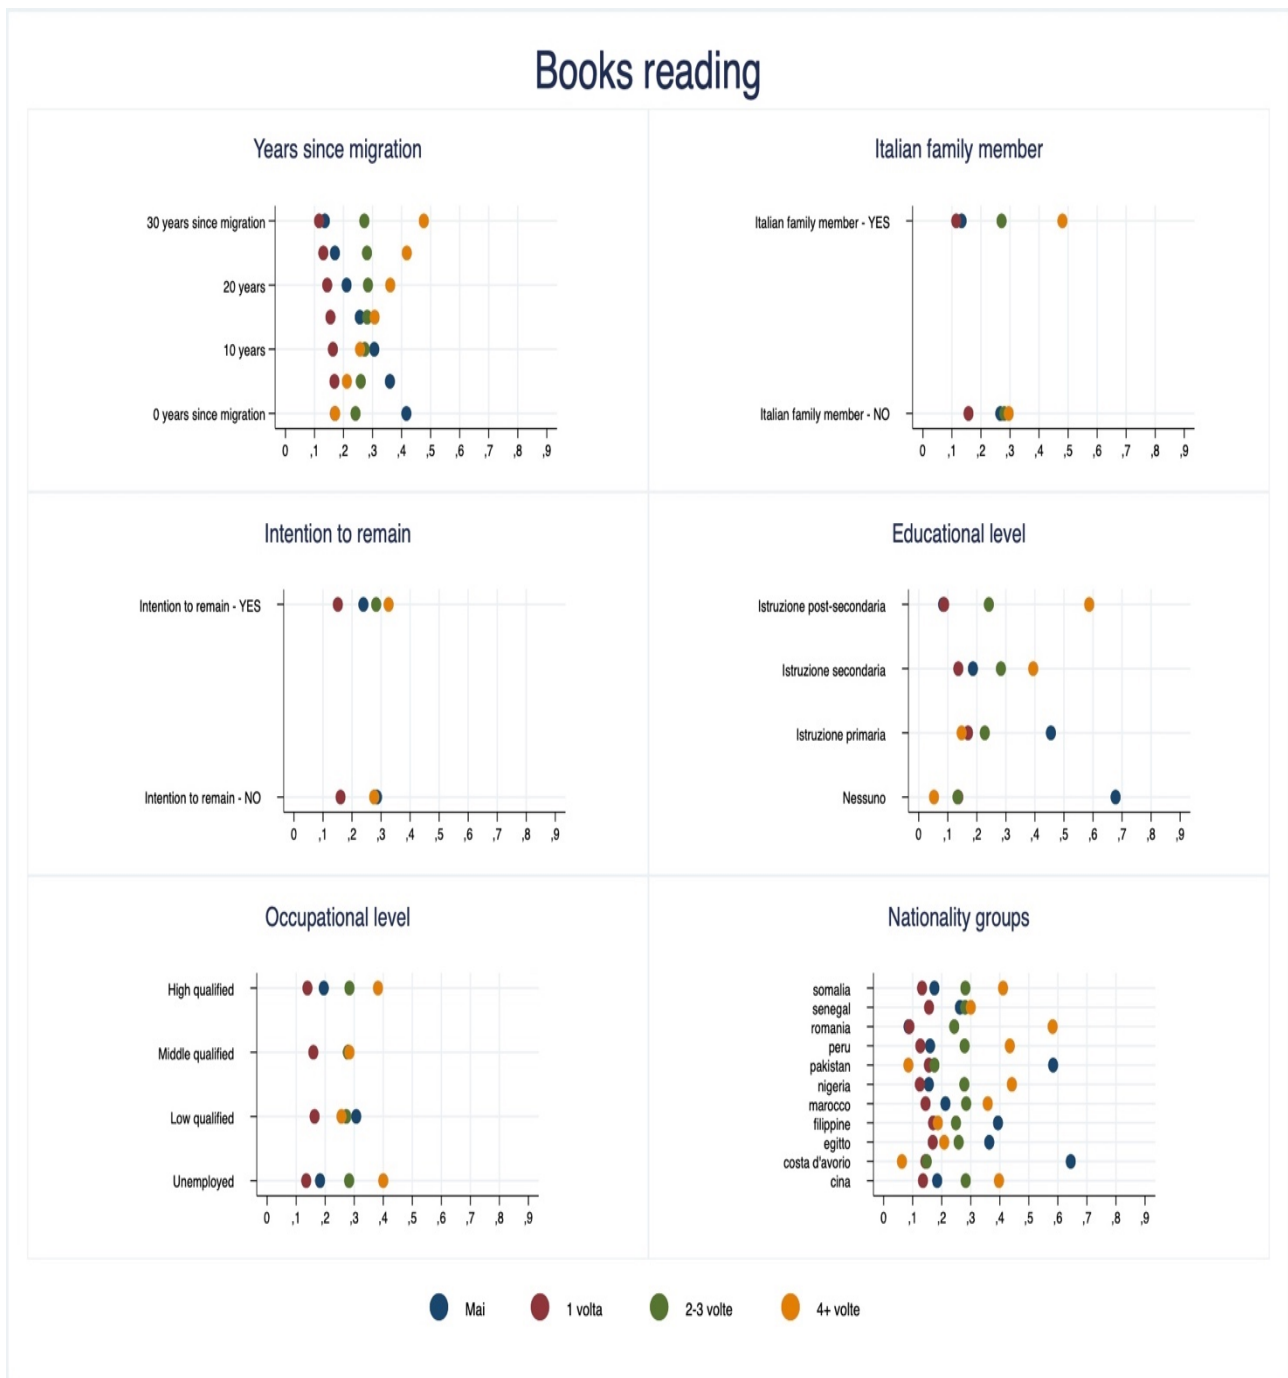 Books reading
Years since migration
30 years since migration
20 years
10 years
0 years since migration
0 ,1 ,2 ,3 ,4 ,5 ,6 ,7 ,8 ,9
Italian family member
Italian family member - YES
Italian family member - NO
0 ,1 ,2 ,3 ,4 ,5 ,6 ,7 ,8 ,9
Intention to remain
Intention to remain - YES
Intention to remain - NO
0 ,1 ,2 ,3 ,4 ,5 ,6 ,7 ,8 ,9
Educational level
Istruzione post-secondaria
Istruzione secondaria
Istruzione primaria
Nessuno
0 ,1 ,2 ,3 ,4 ,5 ,6 ,7 ,8 ,9
Occupational level
High qualified
Middle qualified
Low qualified
Unemployed
0 ,1 ,2 ,3 ,4 ,5 ,6 ,7 ,8 ,9
Nationality groups
somalia
senegal
romania
peru
pakistan
nigeria
marocco
filippine
egitto
costa d'avorio
cina
0 ,1 ,2 ,3 ,4 ,5 ,6 ,7 ,8 ,9
Mai 1 volta 2-3 volte 4+ volte